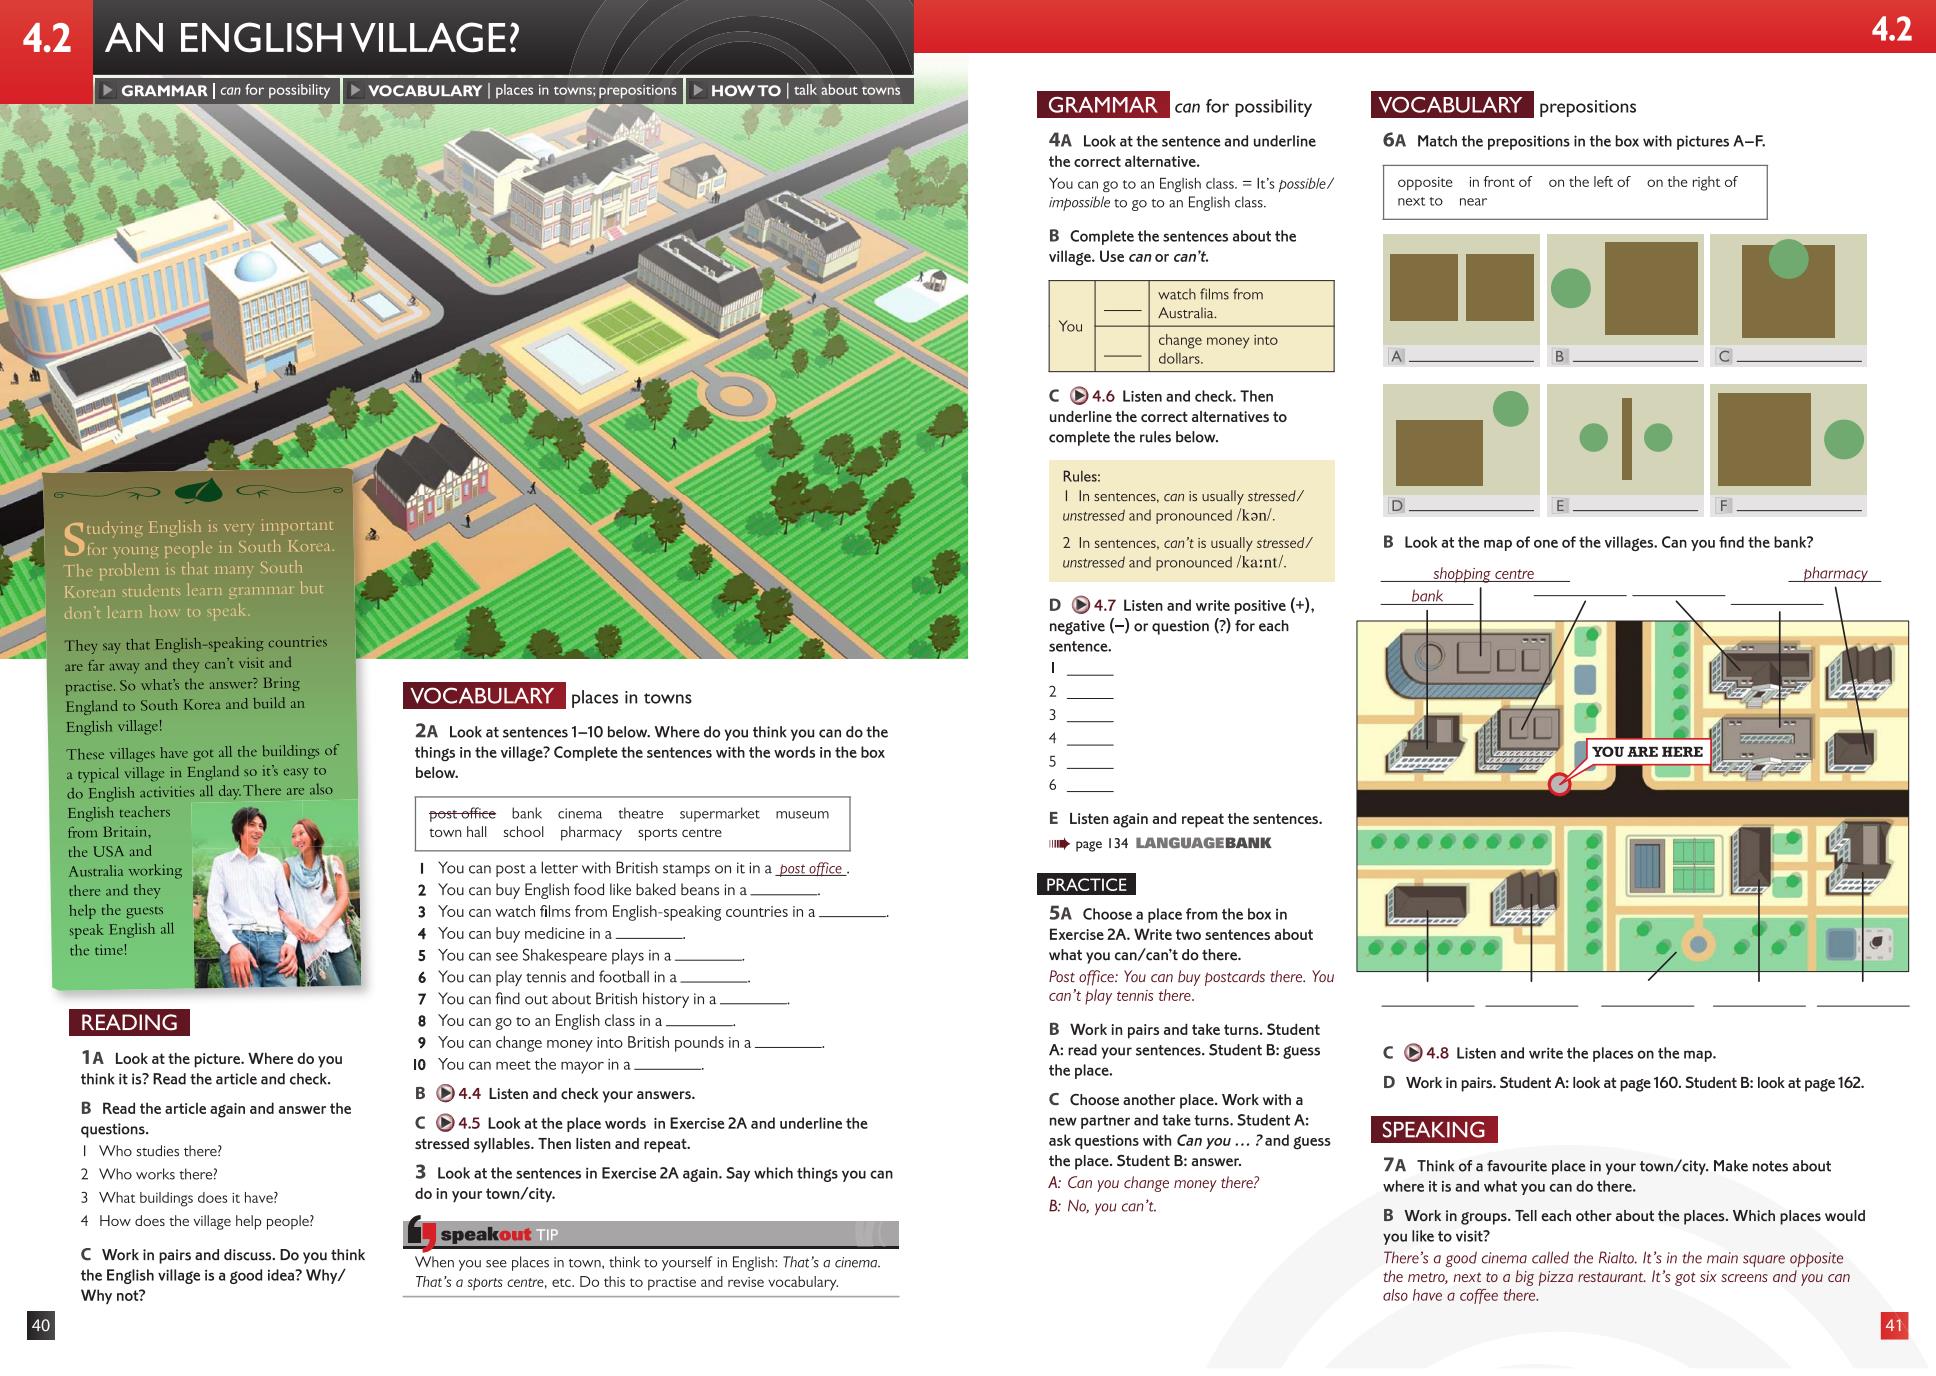 4.2
AN ENGLISH VILLAGE?
GRAMMAR | can for possibility
VOCABULARY | places in towns; prepositions
HOW TO | talk about towns
Studying English is very important
for young people in South Korea.
The problem is that many South
Korean students learn grammar but
don't learn how to speak.
They say that English-speaking countries
are far away and they can't visit and
practise. So what's the answer? Bring
England to South Korea and build an
English village!
These villages have got all the buildings of
a typical village in England so it's easy to
do English activities all day. There are also
English teachers
from Britain,
the USA and
Australia working
there and they
help the guests
speak English all
the time!
READING
1A Look at the picture. Where do you
think it is? Read the article and check.
B Read the article again and answer the
questions.
1 Who studies there?
2 Who works there?
3 What buildings does it have?
4 How does the village help people?
C Work in pairs and discuss. Do you think
the English village is a good idea? Why/
Why not?
40
VOCABULARY places in towns
2A Look at sentences 1–10 below. Where do you think you can do the
things in the village? Complete the sentences with the words in the box
below.
post office bank cinema theatre supermarket museum
town hall school pharmacy sports centre
1 You can post a letter with British stamps on it in a post office.
2 You can buy English food like baked beans in a ________.
3 You can watch films from English-speaking countries in a ________.
4 You can buy medicine in a ________.
5 You can see Shakespeare plays in a ________.
6 You can play tennis and football in a ________.
7 You can find out about British history in a ________.
8 You can go to an English class in a ________.
9 You can change money into British pounds in a ________.
10 You can meet the mayor in a ________.
B 4.4 Listen and check your answers.
C 4.5 Look at the place words in Exercise 2A and underline the
stressed syllables. Then listen and repeat.
3 Look at the sentences in Exercise 2A again. Say which things you can
do in your town/city.
speakout TIP
When you see places in town, think to yourself in English: That's a cinema.
That's a sports centre, etc. Do this to practise and revise vocabulary.
4.2
GRAMMAR can for possibility
4A Look at the sentence and underline
the correct alternative.
You can go to an English class. = It's possible/
impossible to go to an English class.
B Complete the sentences about the
village. Use can or can't.
You
____ watch films from
Australia.
____ change money into
dollars.
C 4.6 Listen and check. Then
underline the correct alternatives to
complete the rules below.
Rules:
1 In sentences, can is usually stressed/
unstressed and pronounced /kən/.
2 In sentences, can't is usually stressed/
unstressed and pronounced /kaːnt/.
D 4.7 Listen and write positive (+),
negative (–) or question (?) for each
sentence.
1 _____
2 _____
3 _____
4 _____
5 _____
6 _____
E Listen again and repeat the sentences.
page 134 LANGUAGEBANK
PRACTICE
5A Choose a place from the box in
Exercise 2A. Write two sentences about
what you can/can't do there.
Post office: You can buy postcards there. You
can't play tennis there.
B Work in pairs and take turns. Student
A: read your sentences. Student B: guess
the place.
C Choose another place. Work with a
new partner and take turns. Student A:
ask questions with Can you … ? and guess
the place. Student B: answer.
A: Can you change money there?
B: No, you can't.
VOCABULARY prepositions
6A Match the prepositions in the box with pictures A–F.
opposite in front of on the left of on the right of
next to near
A
B
C
D
E
F
B Look at the map of one of the villages. Can you find the bank?
shopping centre
pharmacy
bank
YOU ARE HERE
C 4.8 Listen and write the places on the map.
D Work in pairs. Student A: look at page 160. Student B: look at page 162.
SPEAKING
7A Think of a favourite place in your town/city. Make notes about
where it is and what you can do there.
B Work in groups. Tell each other about the places. Which places would
you like to visit?
There's a good cinema called the Rialto. It's in the main square opposite
the metro, next to a big pizza restaurant. It's got six screens and you can
also have a coffee there.
41